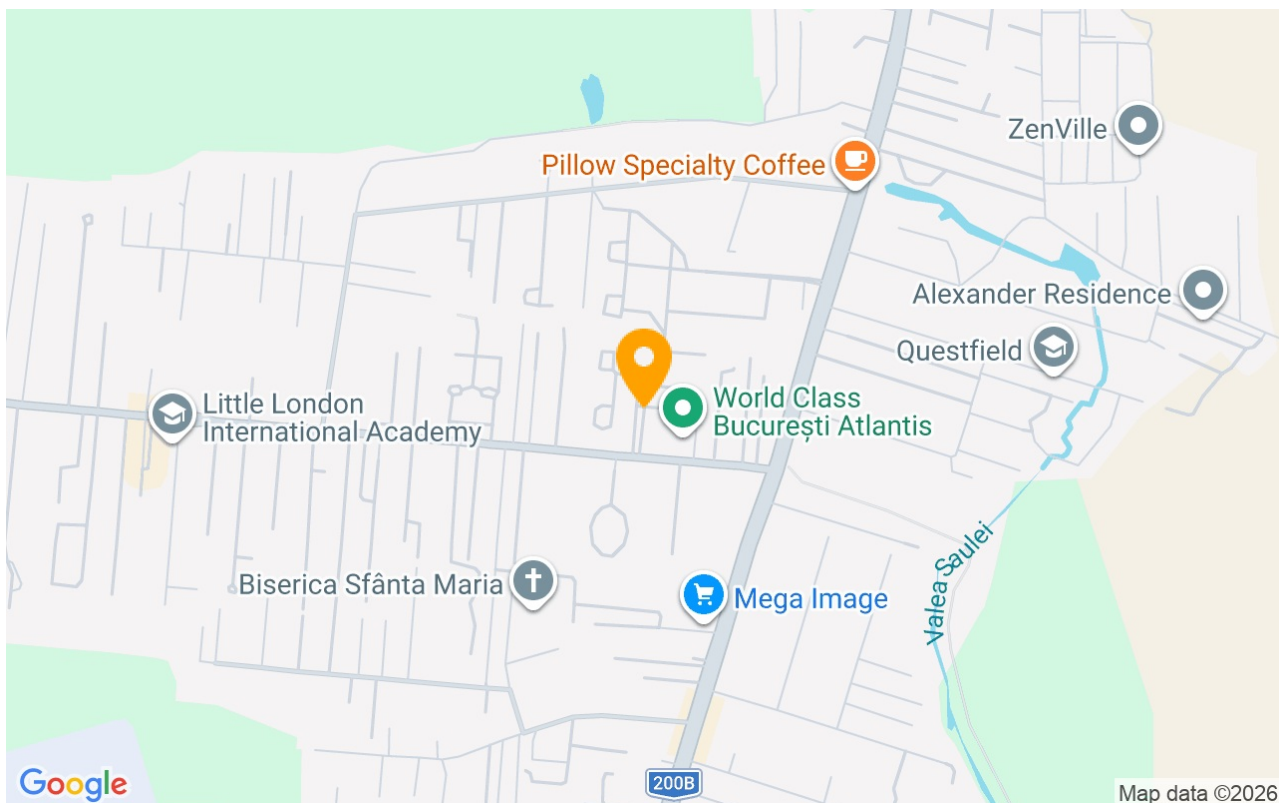 ZenVille
Pillow Specialty Coffee
Alexander Residence
Questfield
World Class
București Atlantis
Little London
International Academy
Valea Saulei
Biserica Sfânta Maria
Mega Image
200B
Google
Map data ©2026